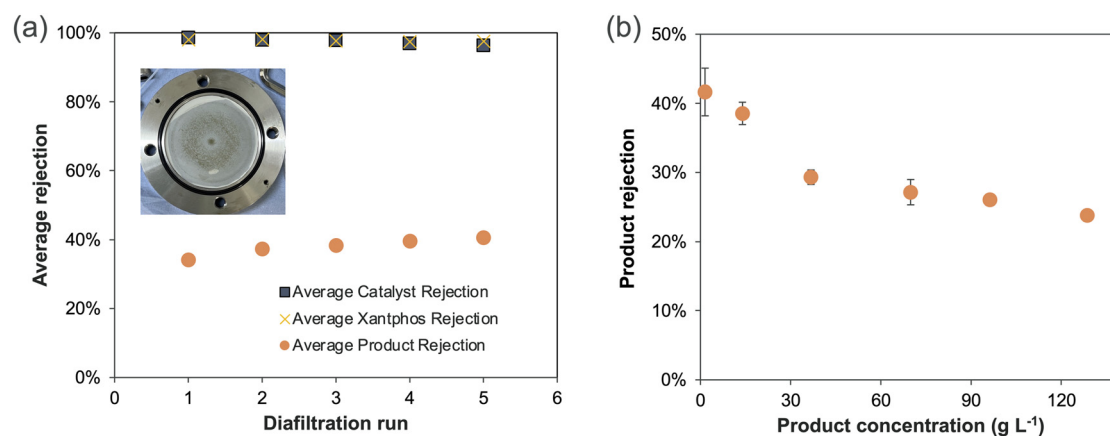 (a)
100%
80%
60%
40%
20%
0%
Average rejection
0 1 2 3 4 5 6
Diafiltration run
Average Catalyst Rejection
Average Xantphos Rejection
Average Product Rejection
(b)
50%
40%
30%
20%
10%
0%
Product rejection
0 30 60 90 120
Product concentration (g L⁻¹)